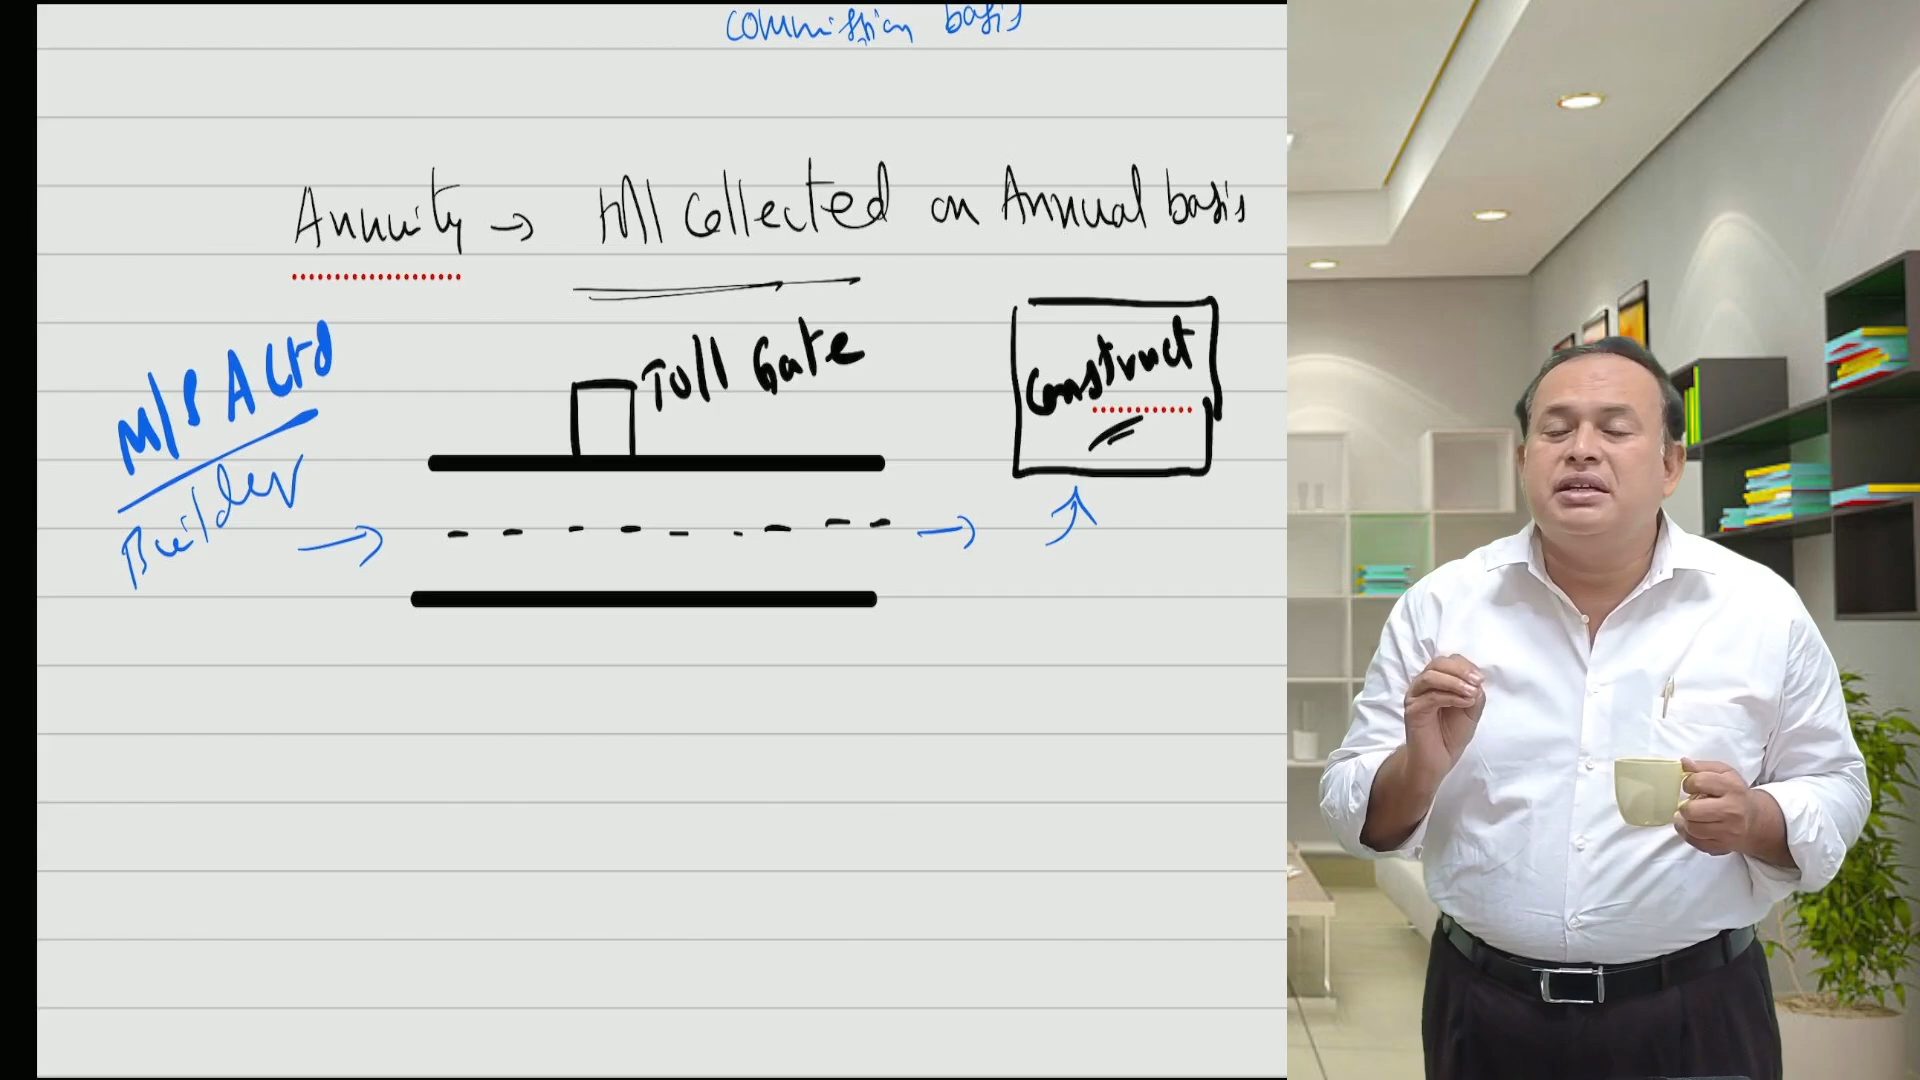 commission basis
Annuity → toll collected on Annual basis
Toll Gate
Construct
M/s A Ltd
Builder